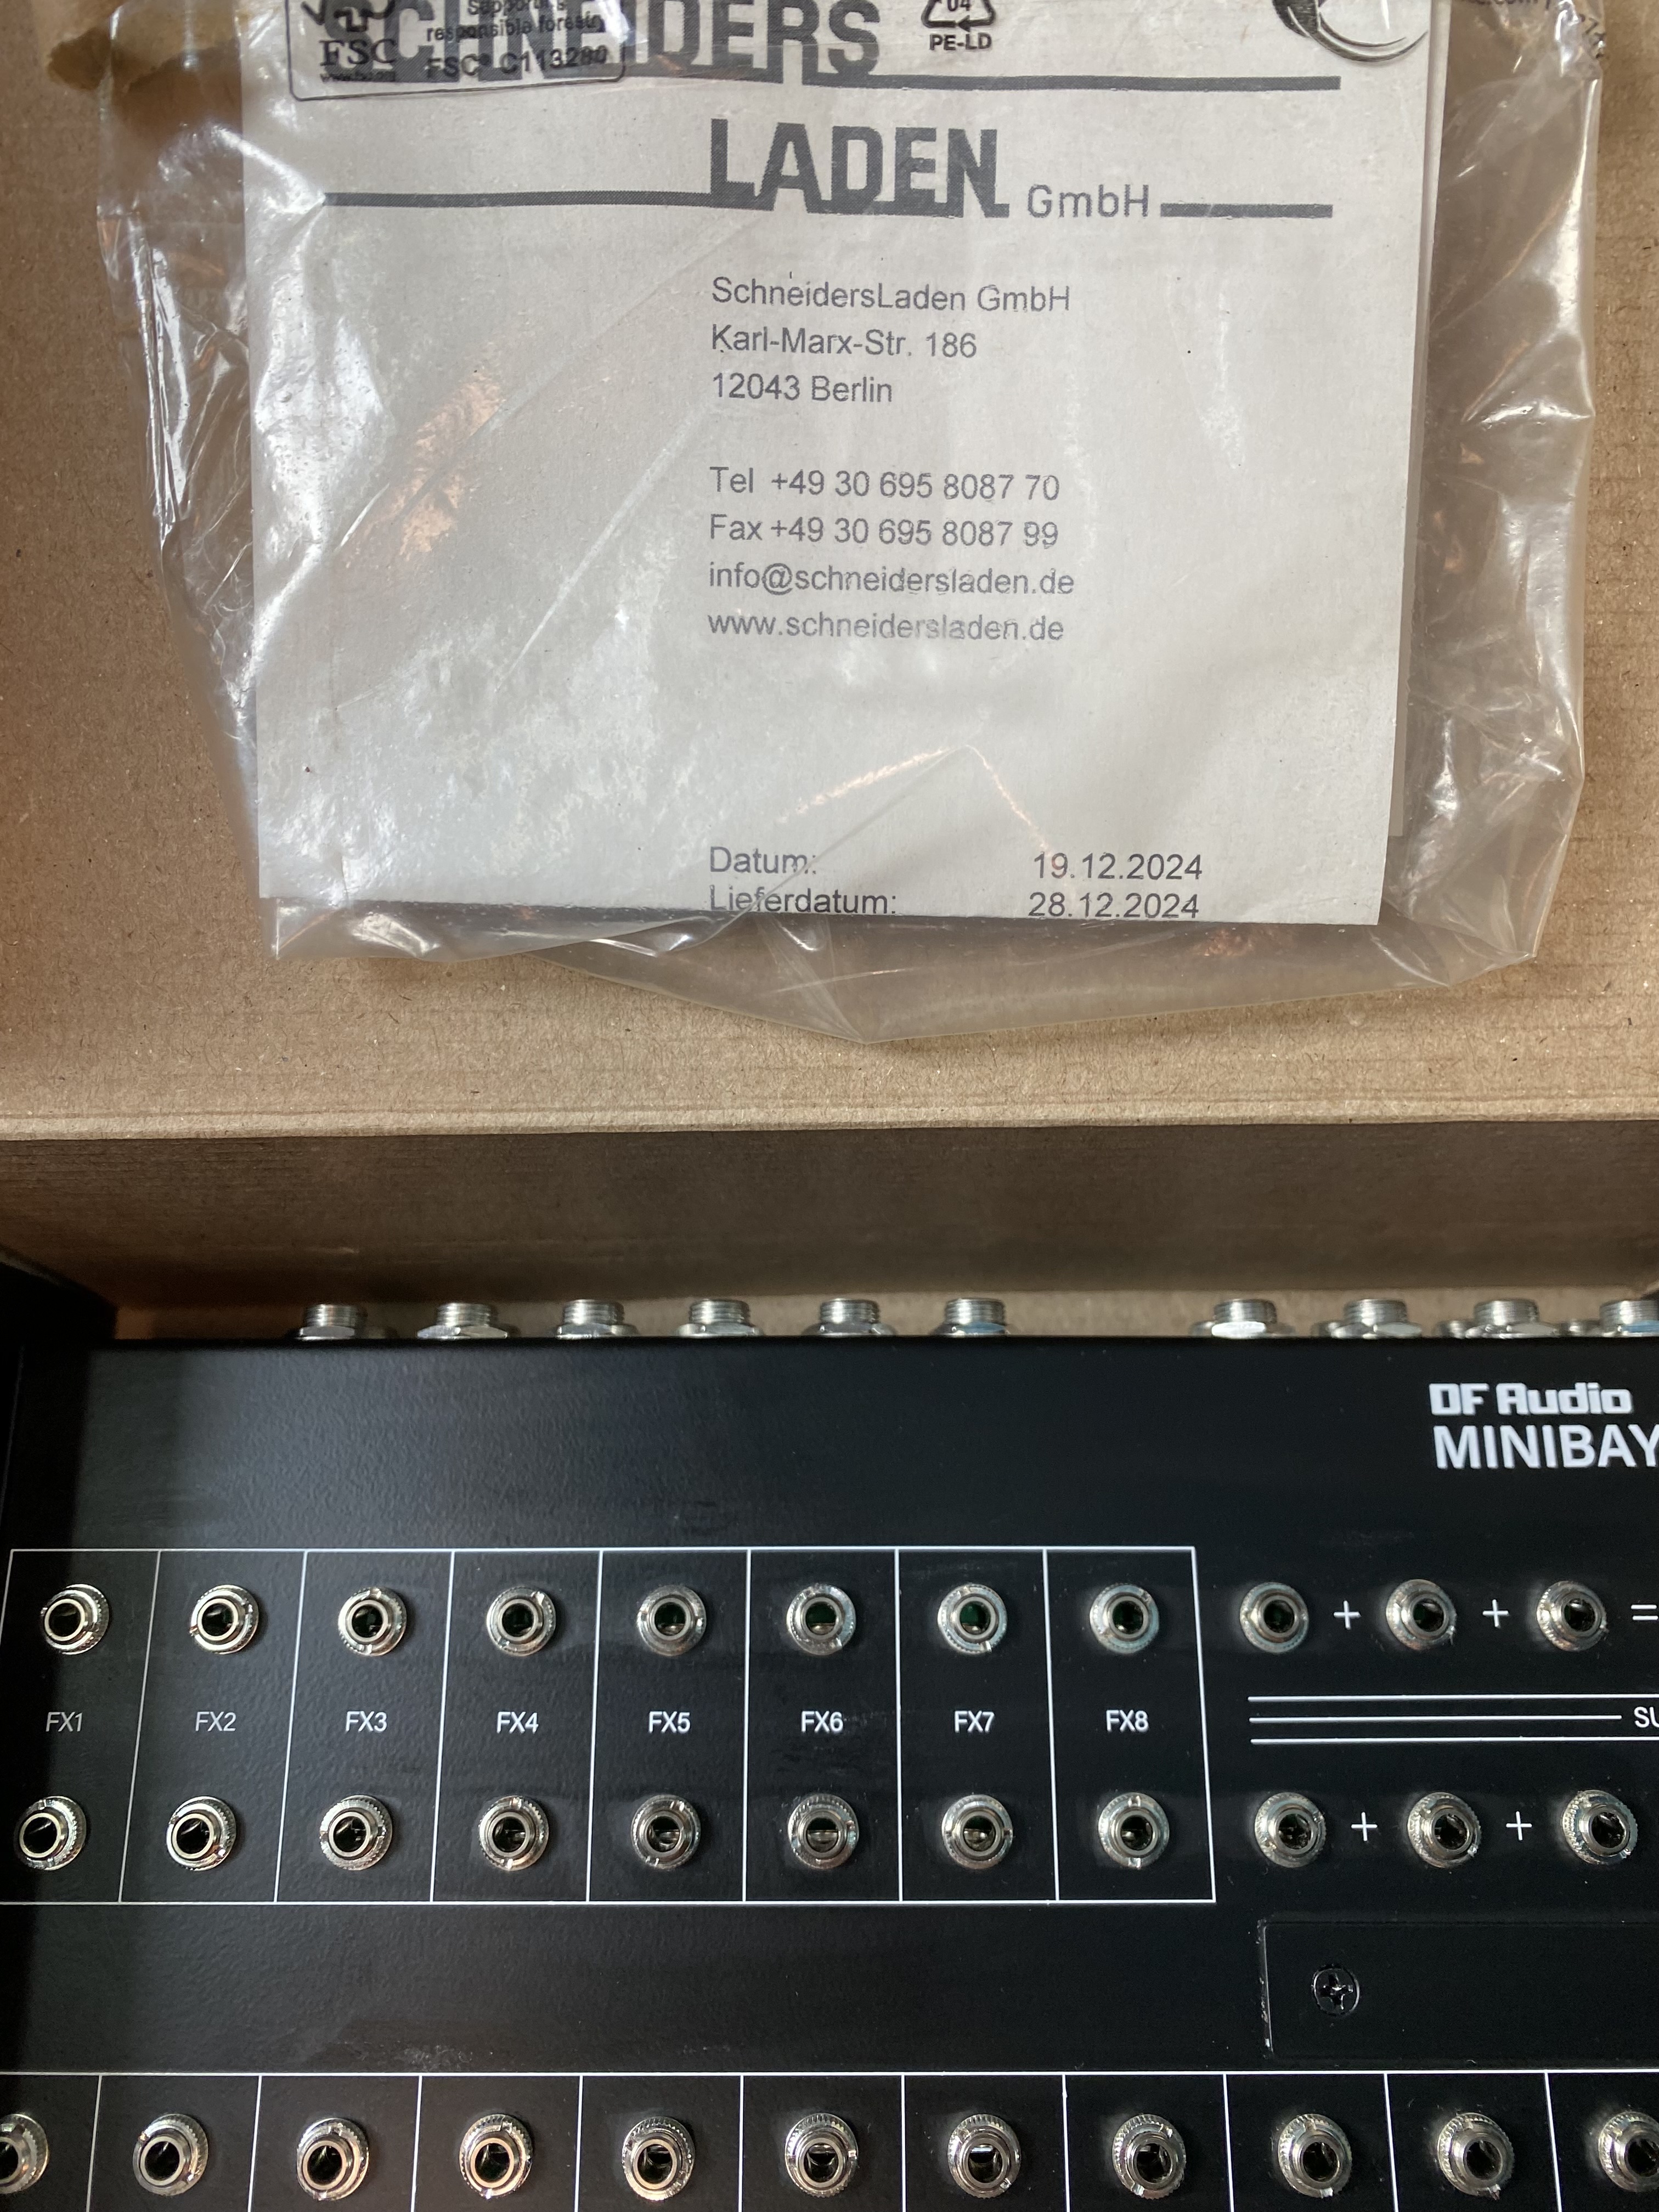 Supporting
responsible forestry
FSC
FSC® C113280
SCHNEIDERS
04
PE-LD
LADEN GmbH
SchneidersLaden GmbH
Karl-Marx-Str. 186
12043 Berlin
Tel +49 30 695 8087 70
Fax +49 30 695 8087 99
info@schneidersladen.de
www.schneidersladen.de
Datum: 19.12.2024
Lieferdatum: 28.12.2024
DF Audio
MINIBAY
+ + =
FX1 FX2 FX3 FX4 FX5 FX6 FX7 FX8
+ +